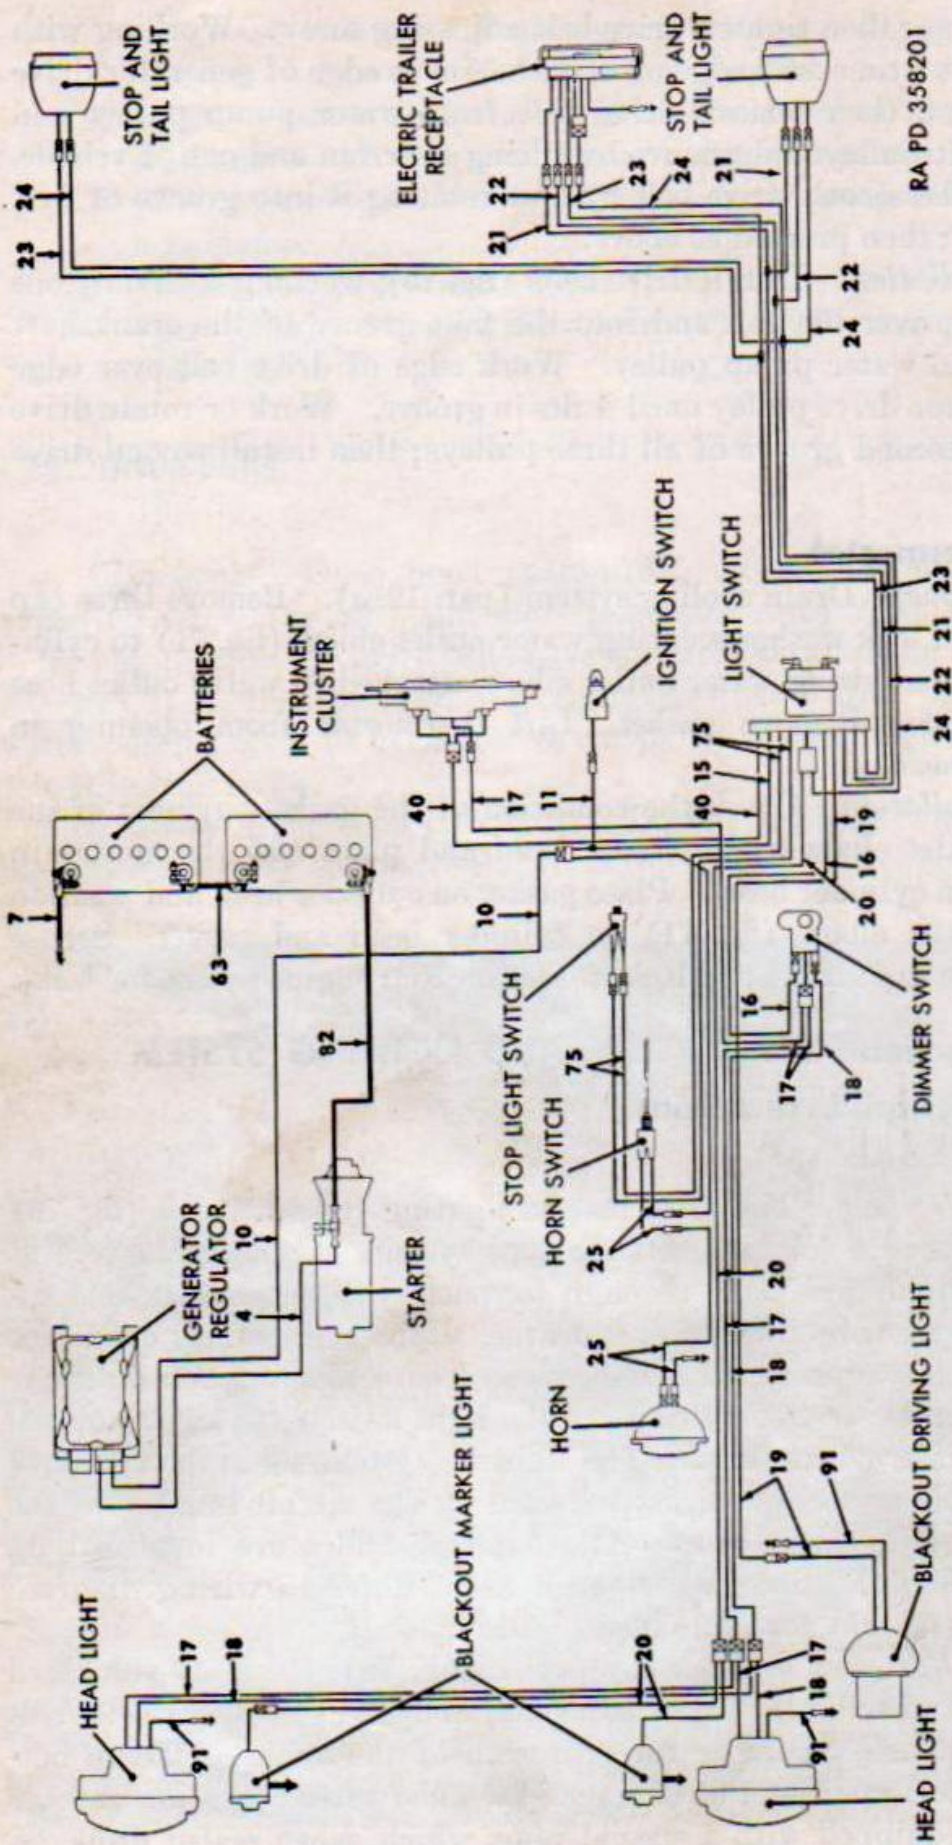 HEAD LIGHT
17
18
91
BLACKOUT MARKER LIGHT
20
17
18
91
HEAD LIGHT
19
91
BLACKOUT DRIVING LIGHT
GENERATOR
REGULATOR
10
4
STARTER
HORN
25
20
17
18
BATTERIES
7
63
82
10
STOP LIGHT SWITCH
75
HORN SWITCH
25
16
17
18
DIMMER SWITCH
INSTRUMENT
CLUSTER
40
17
11
IGNITION SWITCH
LIGHT SWITCH
75
15
40
19
16
20
23
21
22
24
STOP AND
TAIL LIGHT
24
23
ELECTRIC TRAILER
RECEPTACLE
22
21
23
24
STOP AND
TAIL LIGHT
21
22
24
RA PD 358201